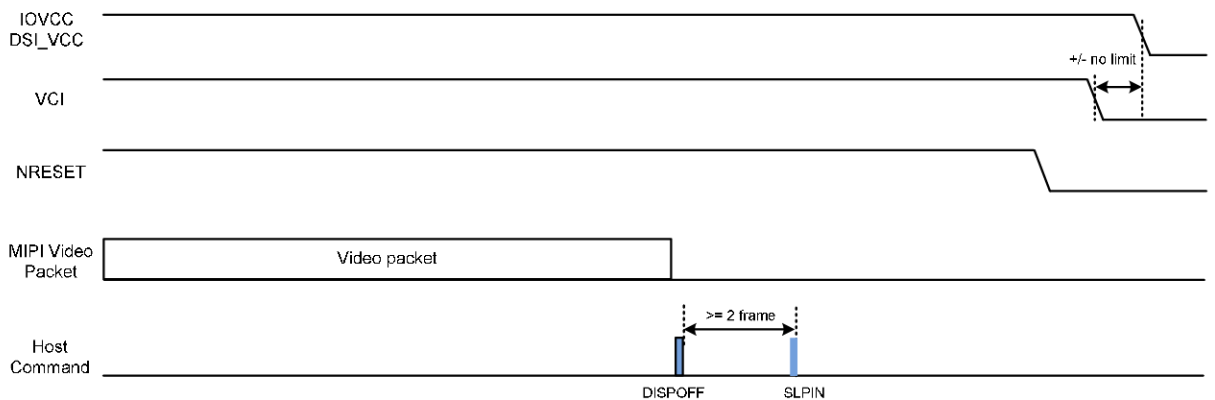 IOVCC
DSI_VCC
+/- no limit
VCI
NRESET
MIPI Video
Packet
Video packet
>= 2 frame
Host
Command
DISPOFF
SLPIN